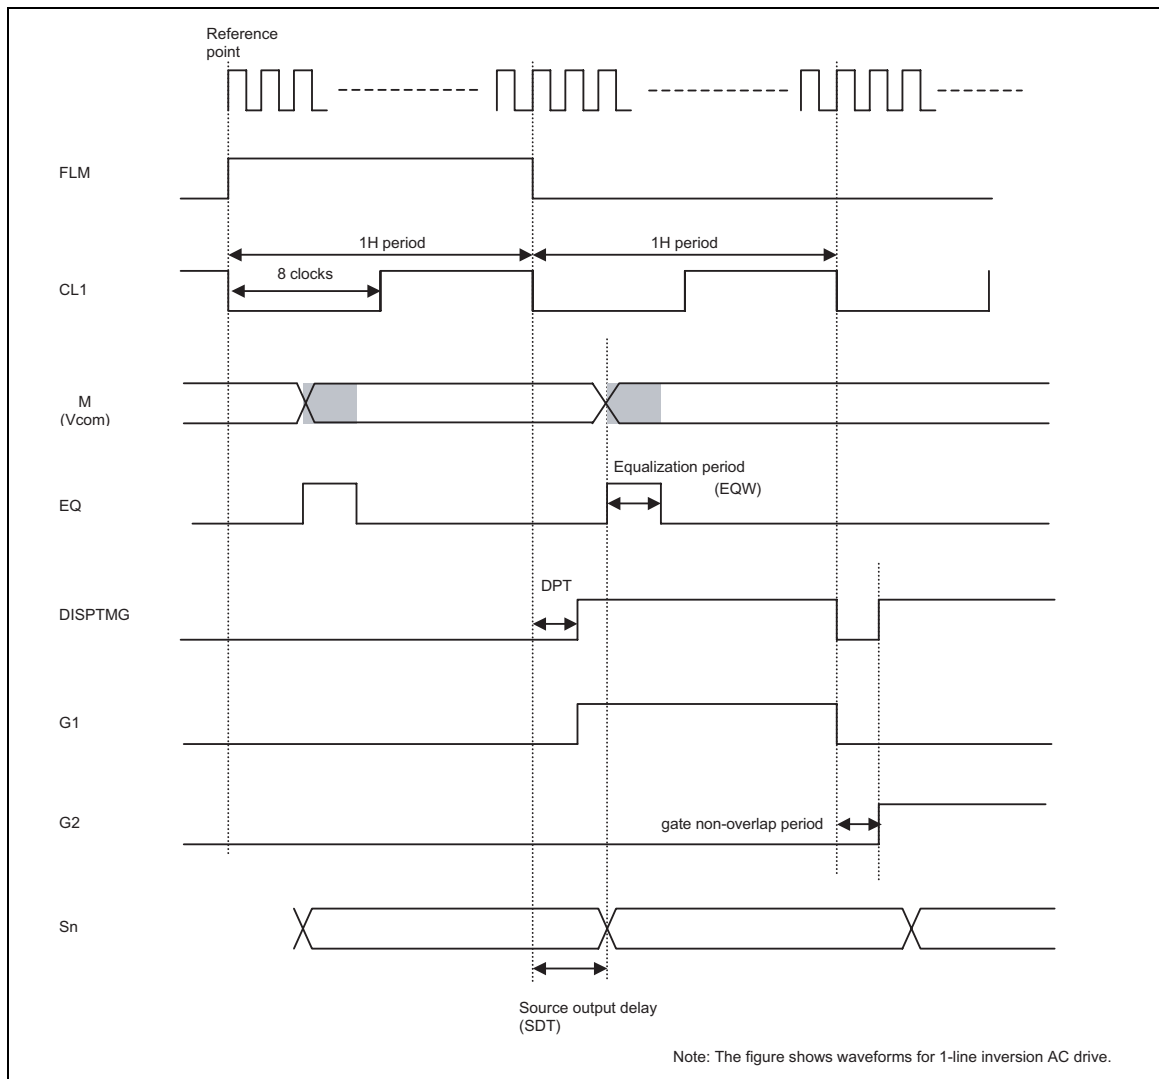 Reference
point
FLM
1H period
1H period
8 clocks
CL1
M
(Vcom)
Equalization period
(EQW)
EQ
DPT
DISPTMG
G1
G2
gate non-overlap period
Sn
Source output delay
(SDT)
Note: The figure shows waveforms for 1-line inversion AC drive.